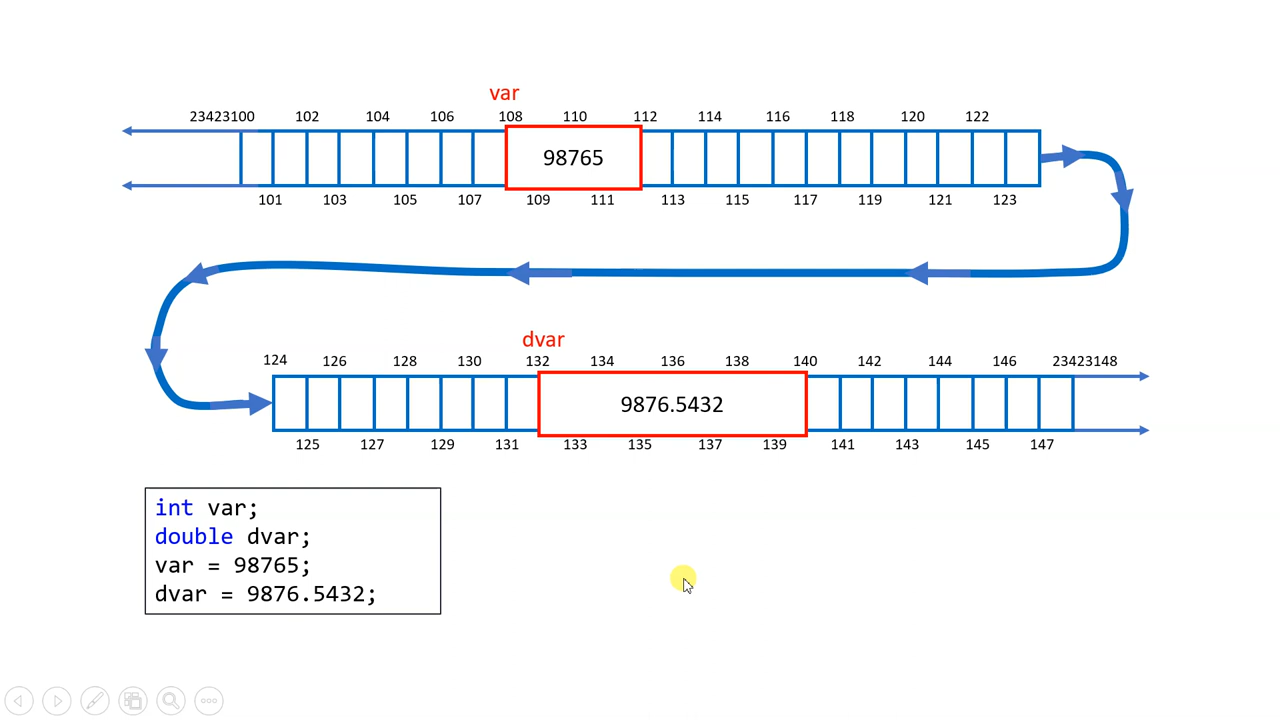 var
23423100 102 104 106 108 110 112 114 116 118 120 122
98765
101 103 105 107 109 111 113 115 117 119 121 123
dvar
124 126 128 130 132 134 136 138 140 142 144 146 23423148
9876.5432
125 127 129 131 133 135 137 139 141 143 145 147
int var;
double dvar;
var = 98765;
dvar = 9876.5432;